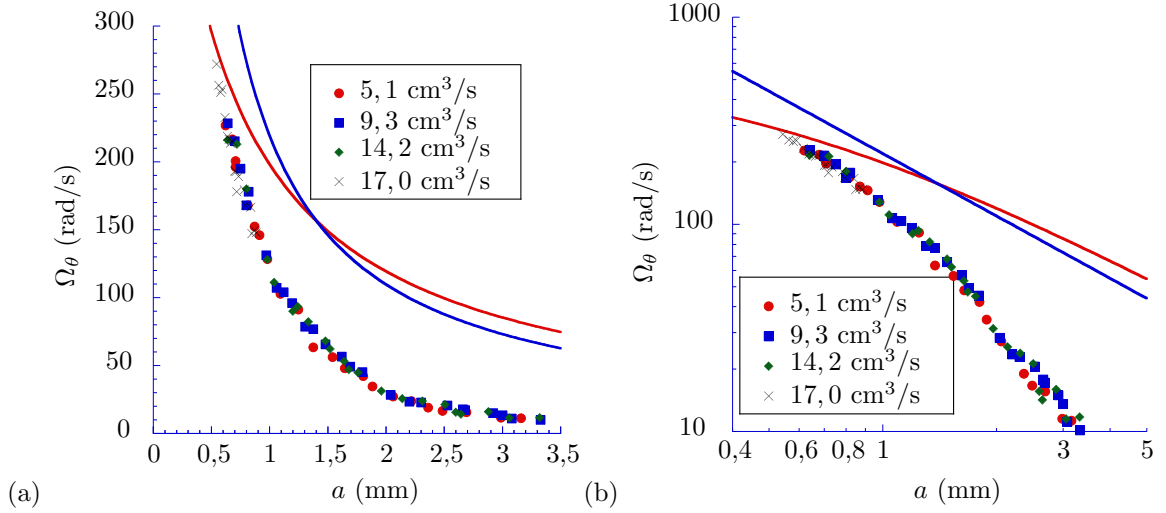 300
250
200
150
100
50
0
Ω_θ (rad/s)
5, 1 cm³/s
9, 3 cm³/s
14, 2 cm³/s
17, 0 cm³/s
0 0,5 1 1,5 2 2,5 3 3,5
a (mm)
(a)
1000
100
10
Ω_θ (rad/s)
5, 1 cm³/s
9, 3 cm³/s
14, 2 cm³/s
17, 0 cm³/s
0,4 0,6 0,8 1 3 5
a (mm)
(b)